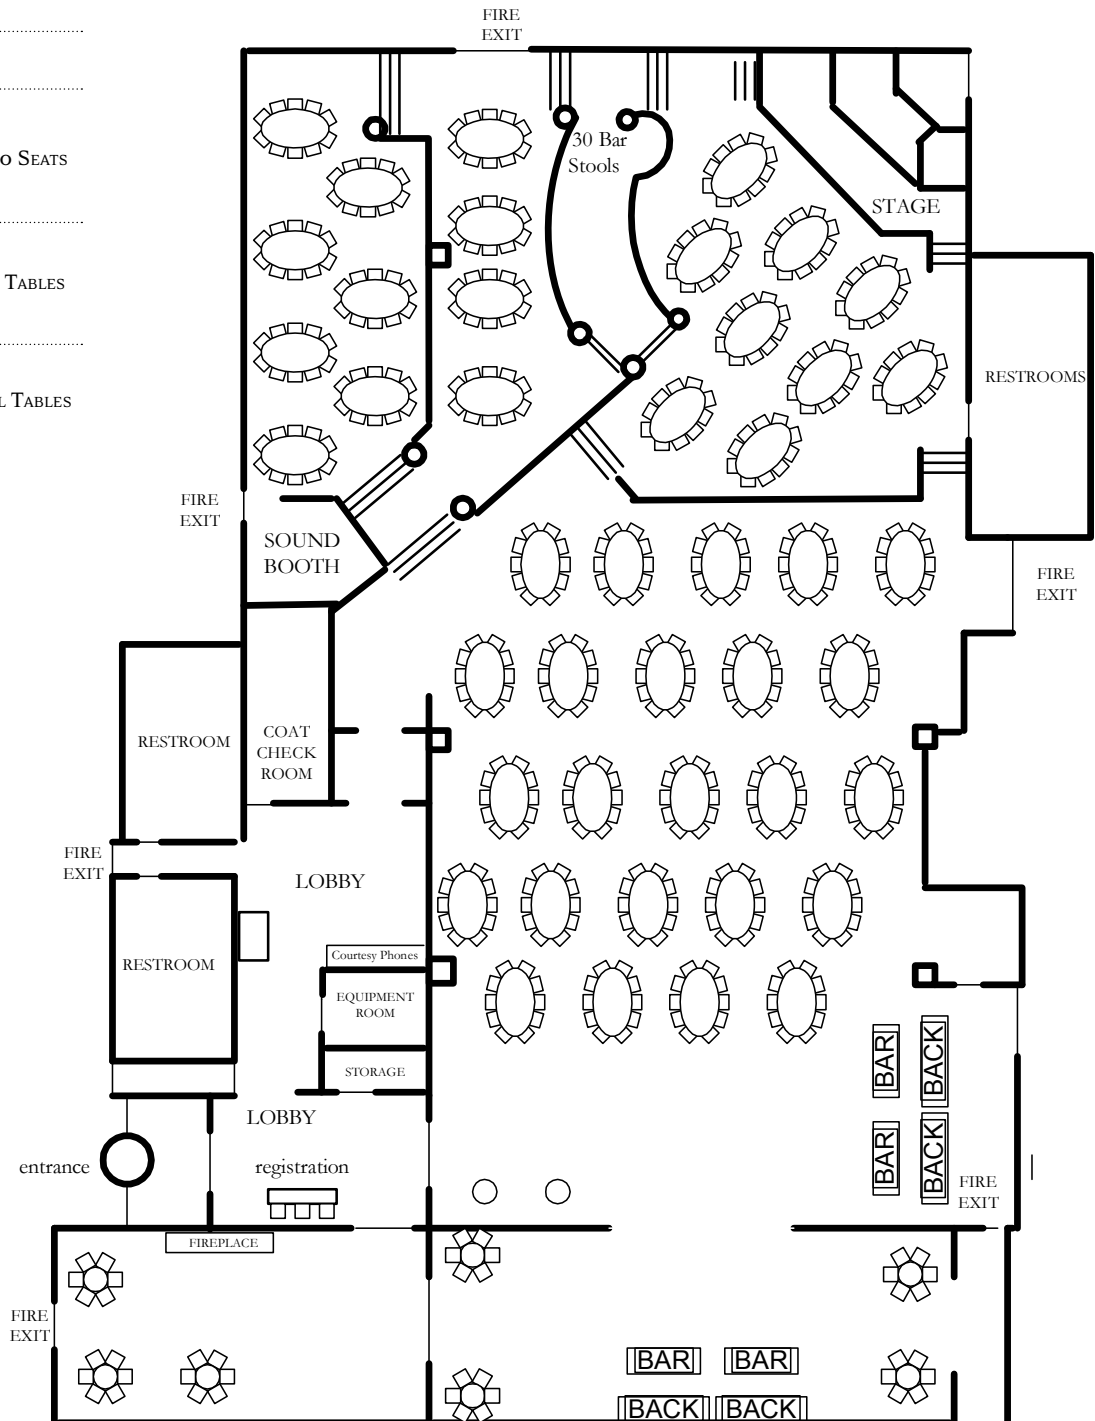 FIRE
EXIT
O SEATS
30 Bar
Stools
STAGE
TABLES
RESTROOMS
L TABLES
FIRE
EXIT
SOUND
BOOTH
FIRE
EXIT
RESTROOM
COAT
CHECK
ROOM
FIRE
EXIT
LOBBY
Courtesy Phones
RESTROOM
EQUIPMENT
ROOM
STORAGE
BAR
BACK
LOBBY
entrance
registration
BAR
BACK
FIRE
EXIT
FIREPLACE
FIRE
EXIT
BAR
BAR
BACK
BACK